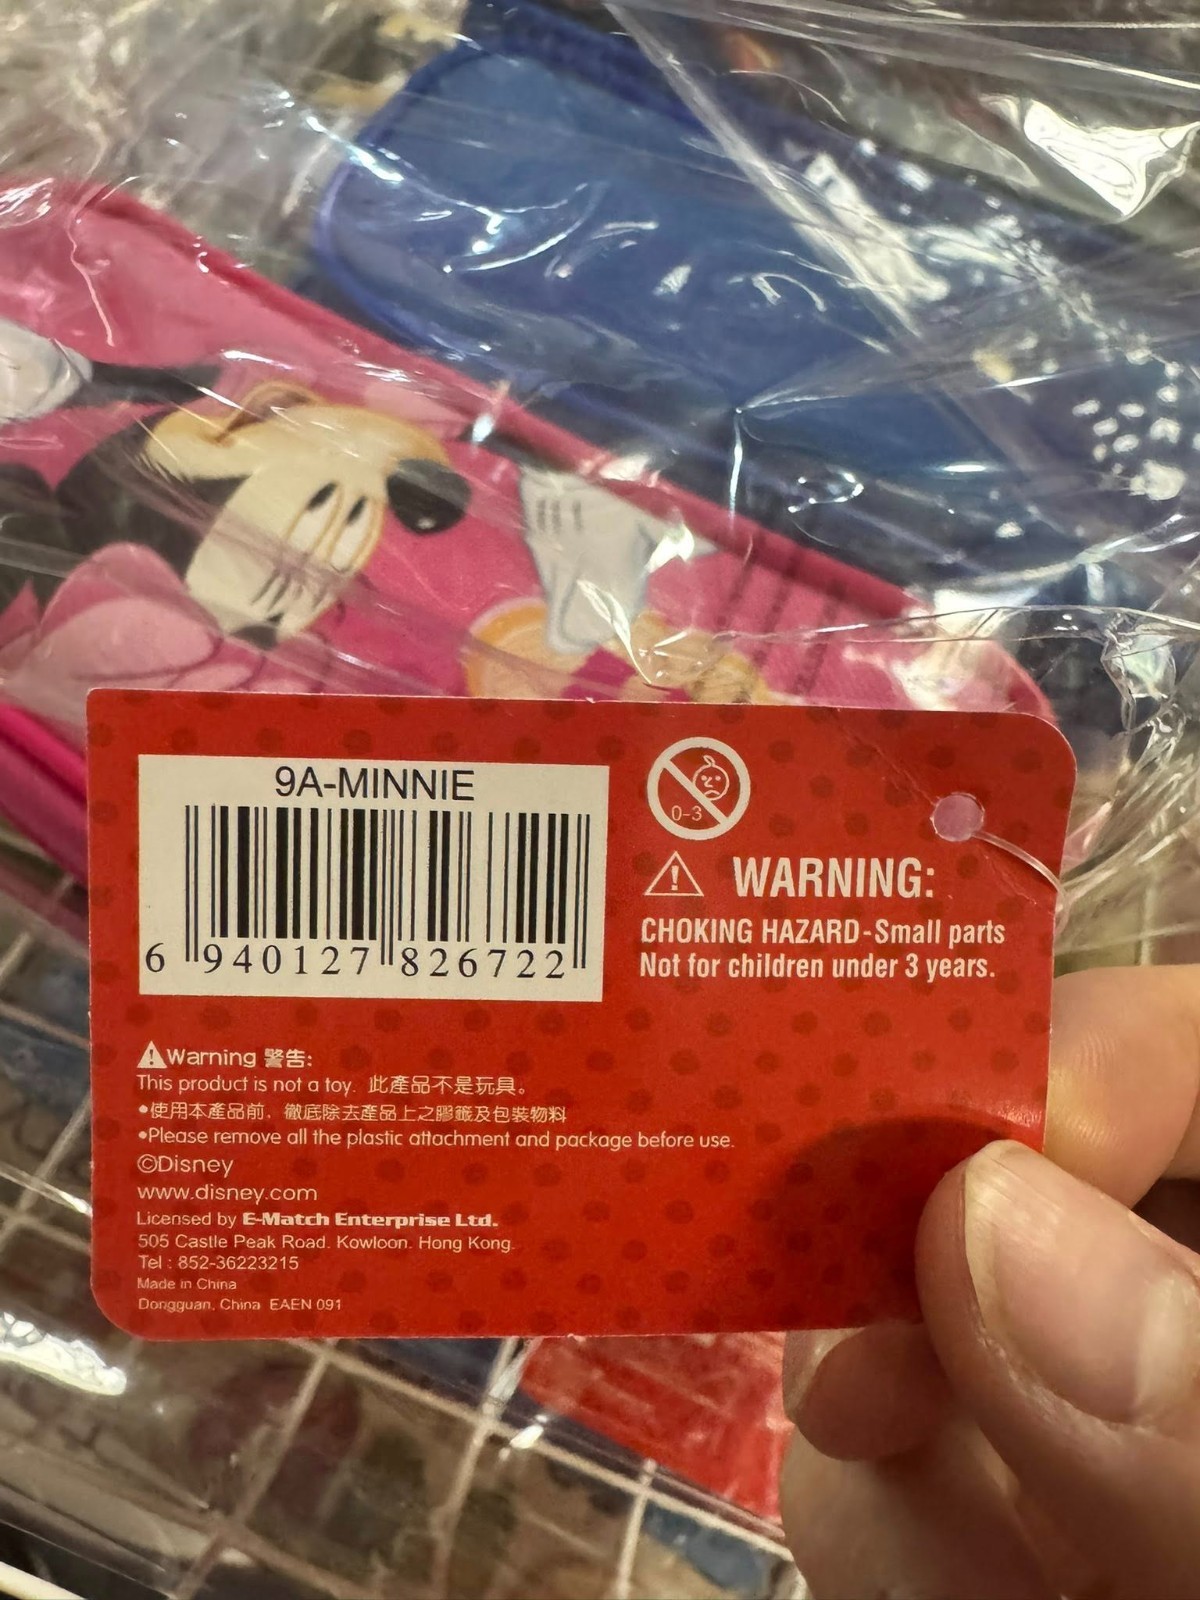 9A-MINNIE
6 940127 826722
0-3
WARNING:
CHOKING HAZARD-Small parts
Not for children under 3 years.
Warning 警告:
This product is not a toy. 此產品不是玩具。
•使用本產品前，徹底除去產品上之膠籤及包裝物料
•Please remove all the plastic attachment and package before use.
©Disney
www.disney.com
Licensed by E-Match Enterprise Ltd.
505 Castle Peak Road. Kowloon. Hong Kong.
Tel : 852-36223215
Made in China
Dongguan, China EAEN 091